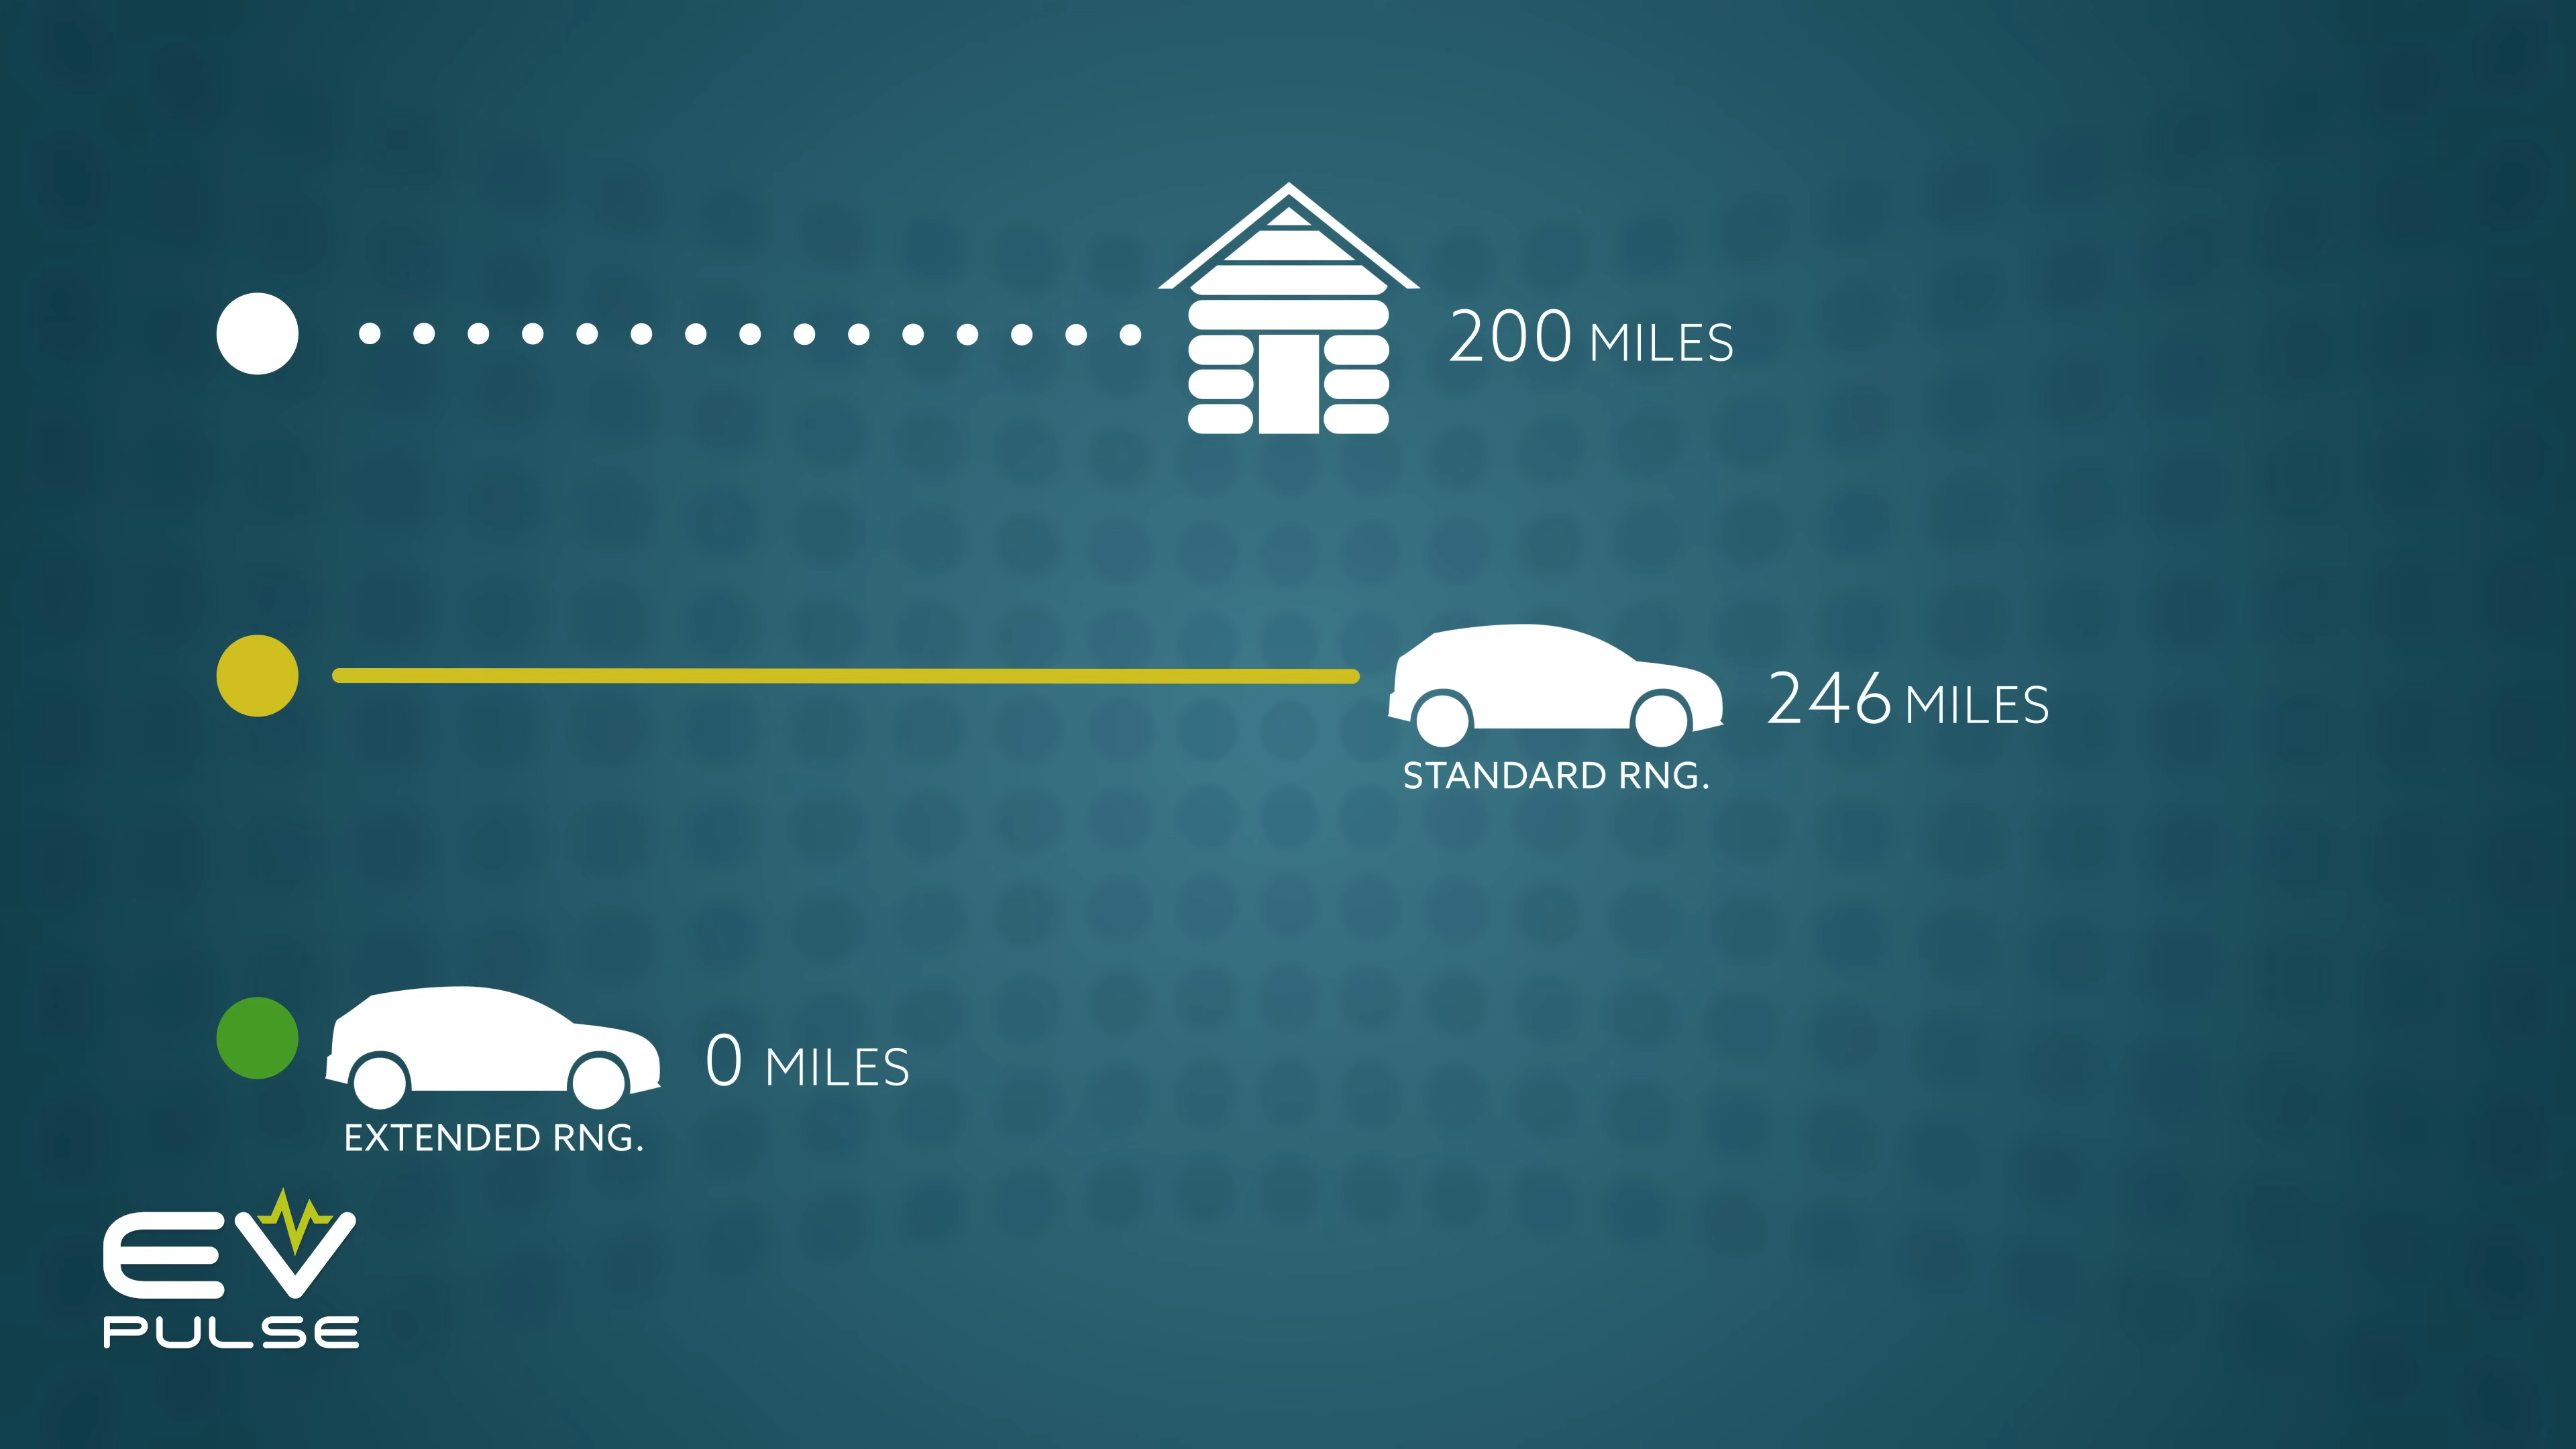 200 MILES
246 MILES
STANDARD RNG.
0 MILES
EXTENDED RNG.
EV
PULSE